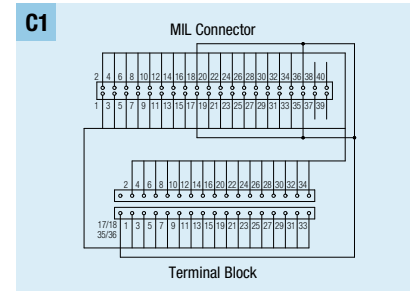 C1
MIL Connector
2 4 6 8 10 12 14 16 18 20 22 24 26 28 30 32 34 36 38 40
1 3 5 7 9 11 13 15 17 19 21 23 25 27 29 31 33 35 37 39
2 4 6 8 10 12 14 16 20 22 24 26 28 30 32 34
17/18 1 3 5 7 9 11 13 15 19 21 23 25 27 29 31 33
35/36
Terminal Block